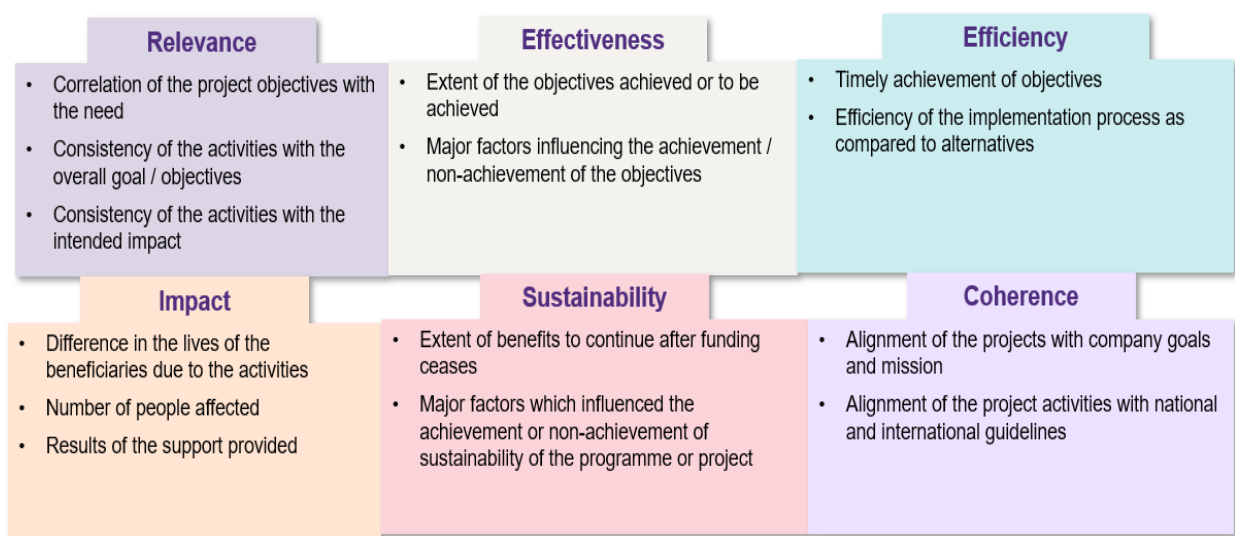 Relevance
• Correlation of the project objectives with
the need
• Consistency of the activities with the
overall goal / objectives
• Consistency of the activities with the
intended impact
Effectiveness
• Extent of the objectives achieved or to be
achieved
• Major factors influencing the achievement /
non-achievement of the objectives
Efficiency
• Timely achievement of objectives
• Efficiency of the implementation process as
compared to alternatives
Impact
• Difference in the lives of the
beneficiaries due to the activities
• Number of people affected
• Results of the support provided
Sustainability
• Extent of benefits to continue after funding
ceases
• Major factors which influenced the
achievement or non-achievement of
sustainability of the programme or project
Coherence
• Alignment of the projects with company goals
and mission
• Alignment of the project activities with national
and international guidelines